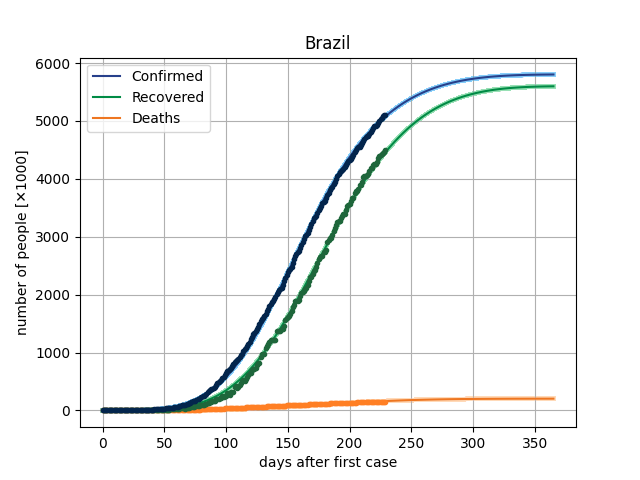 Brazil
Confirmed
Recovered
Deaths
number of people [×1000]
6000
5000
4000
3000
2000
1000
0
0 50 100 150 200 250 300 350
days after first case